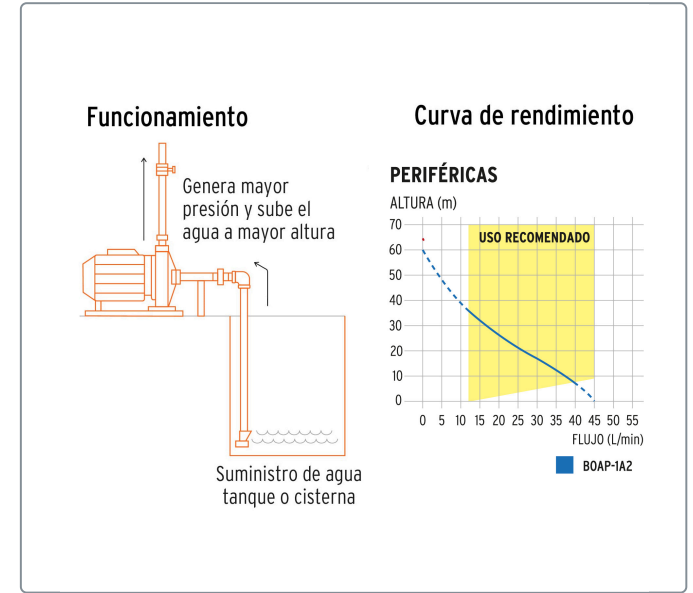 Funcionamiento
Genera mayor
presión y sube el
agua a mayor altura
Suministro de agua
tanque o cisterna
Curva de rendimiento
PERIFÉRICAS
ALTURA (m)
70
60
50
40
30
20
10
0
USO RECOMENDADO
0 5 10 15 20 25 30 35 40 45 50 55
FLUJO (L/min)
BOAP-1A2